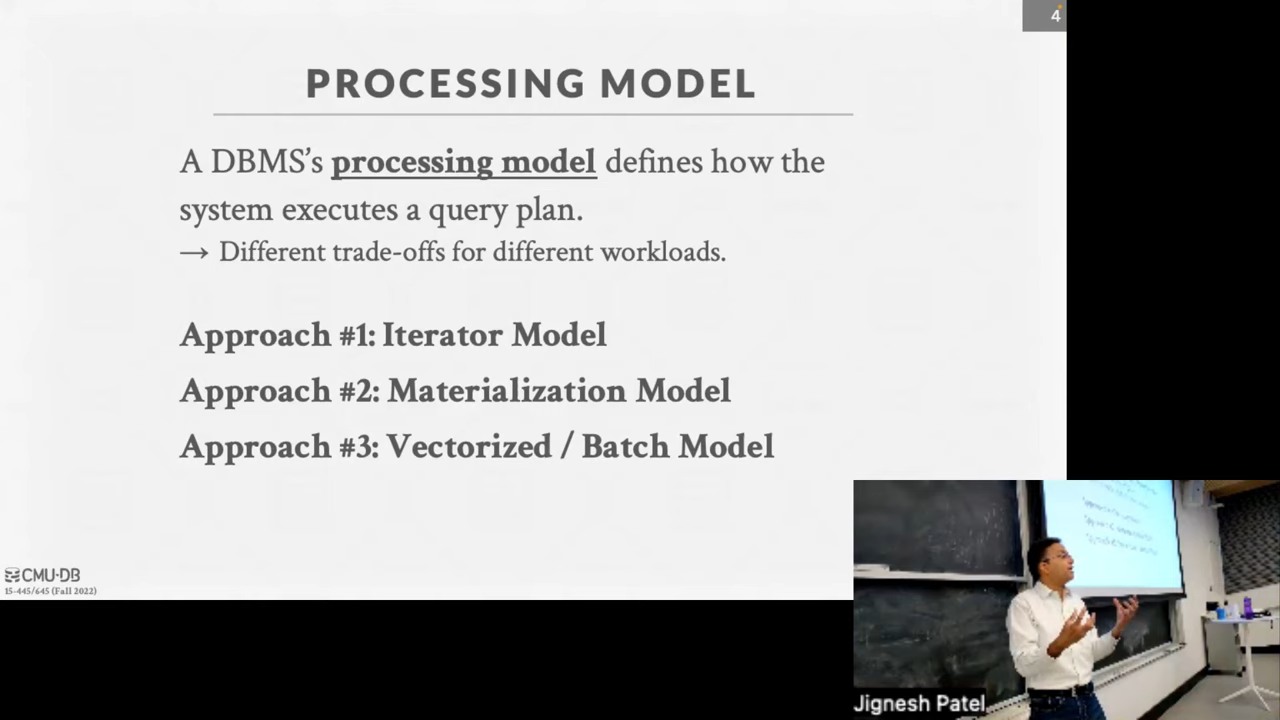 4
PROCESSING MODEL
A DBMS's processing model defines how the
system executes a query plan.
→ Different trade-offs for different workloads.
Approach #1: Iterator Model
Approach #2: Materialization Model
Approach #3: Vectorized / Batch Model
CMU·DB
15-445/645 (Fall 2022)
Jignesh Patel